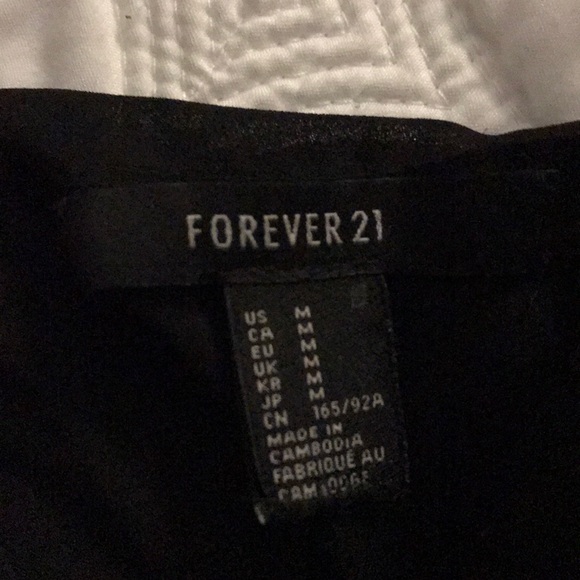 FOREVER 21
US M
CA M
EU M
UK M
KR M
JP M
CN 165/92A
MADE IN
CAMBODIA
FABRIQUÉ AU
CAMBODGE